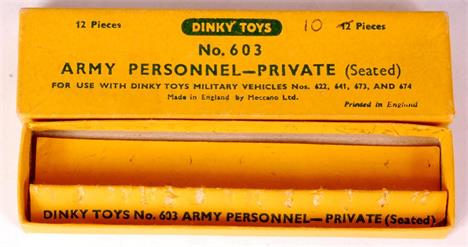 12 Pieces DINKY TOYS 10 12 Pieces
No. 603
ARMY PERSONNEL—PRIVATE (Seated)
FOR USE WITH DINKY TOYS MILITARY VEHICLES Nos. 622, 641, 673, AND 674
Made in England by Meccano Ltd.
Printed in England
DINKY TOYS No. 603 ARMY PERSONNEL—PRIVATE (Seated)